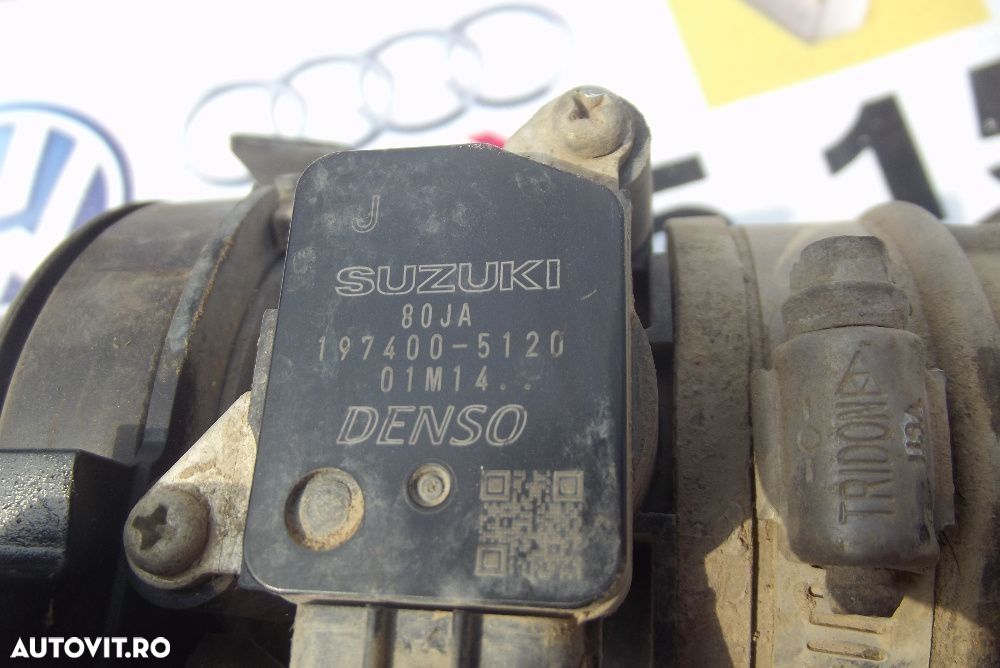 J
SUZUKI
80JA
197400-5120
01M14..
DENSO
TRIDON
AUTOVIT.RO